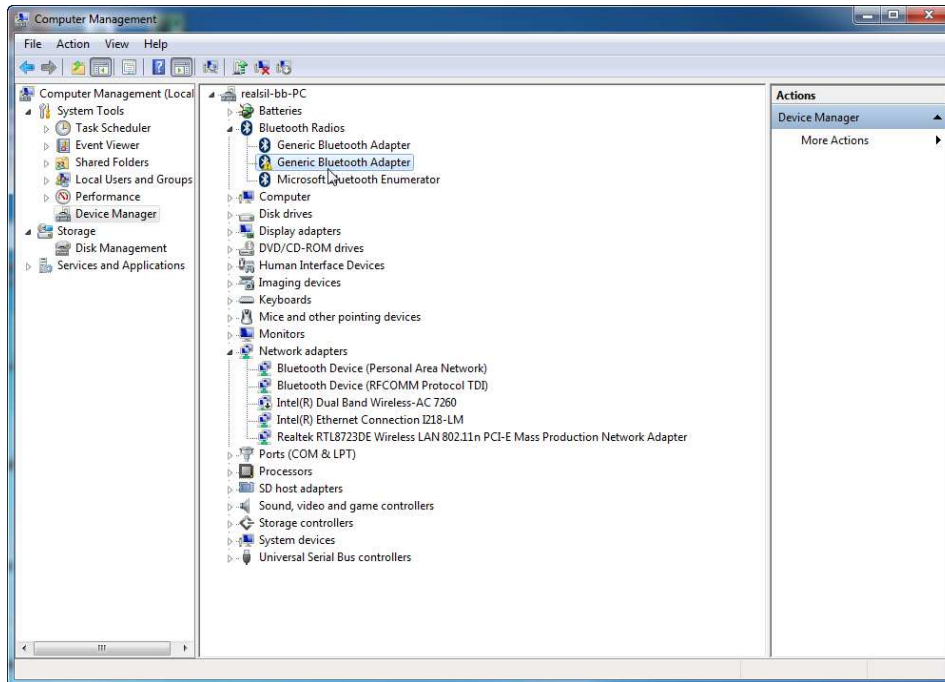 Computer Management
File Action View Help
Computer Management (Local
System Tools
Task Scheduler
Event Viewer
Shared Folders
Local Users and Groups
Performance
Device Manager
Storage
Disk Management
Services and Applications
realsil-bb-PC
Batteries
Bluetooth Radios
Generic Bluetooth Adapter
Generic Bluetooth Adapter
Microsoft Bluetooth Enumerator
Computer
Disk drives
Display adapters
DVD/CD-ROM drives
Human Interface Devices
Imaging devices
Keyboards
Mice and other pointing devices
Monitors
Network adapters
Bluetooth Device (Personal Area Network)
Bluetooth Device (RFCOMM Protocol TDI)
Intel(R) Dual Band Wireless-AC 7260
Intel(R) Ethernet Connection I218-LM
Realtek RTL8723DE Wireless LAN 802.11n PCI-E Mass Production Network Adapter
Ports (COM & LPT)
Processors
SD host adapters
Sound, video and game controllers
Storage controllers
System devices
Universal Serial Bus controllers
Actions
Device Manager
More Actions